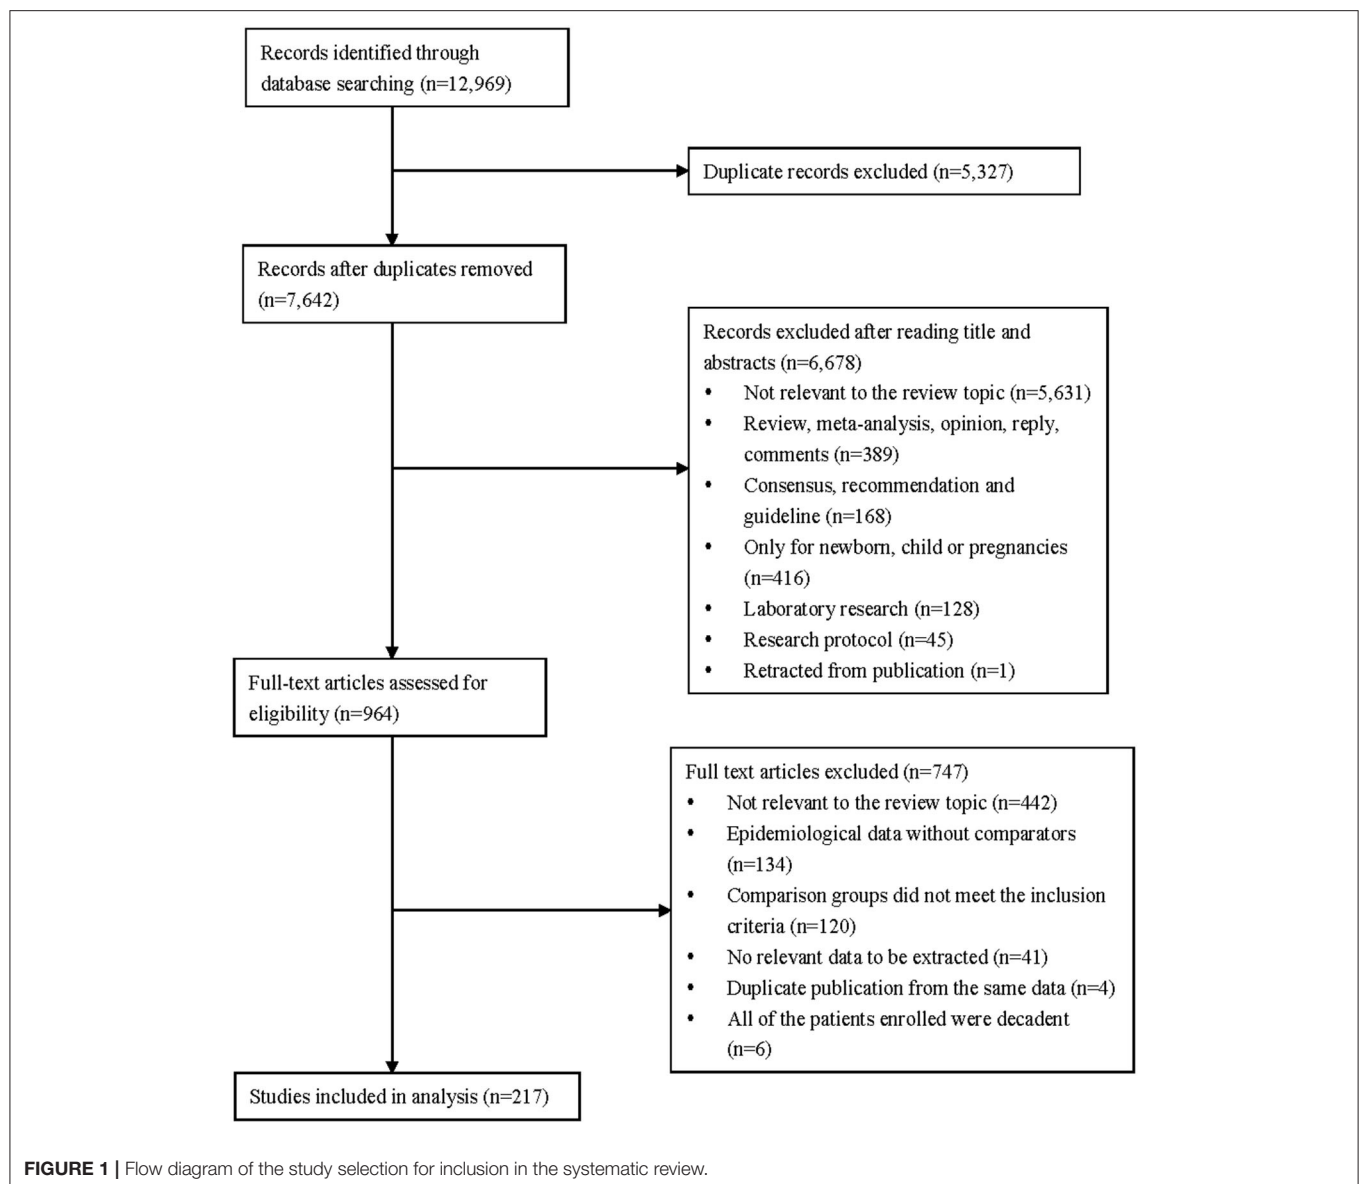 Records identified through
database searching (n=12,969)
Duplicate records excluded (n=5,327)
Records after duplicates removed
(n=7,642)
Records excluded after reading title and
abstracts (n=6,678)
• Not relevant to the review topic (n=5,631)
• Review, meta-analysis, opinion, reply,
comments (n=389)
• Consensus, recommendation and
guideline (n=168)
• Only for newborn, child or pregnancies
(n=416)
• Laboratory research (n=128)
• Research protocol (n=45)
• Retracted from publication (n=1)
Full-text articles assessed for
eligibility (n=964)
Full text articles excluded (n=747)
• Not relevant to the review topic (n=442)
• Epidemiological data without comparators
(n=134)
• Comparison groups did not meet the inclusion
criteria (n=120)
• No relevant data to be extracted (n=41)
• Duplicate publication from the same data (n=4)
• All of the patients enrolled were decadent
(n=6)
Studies included in analysis (n=217)
FIGURE 1 | Flow diagram of the study selection for inclusion in the systematic review.